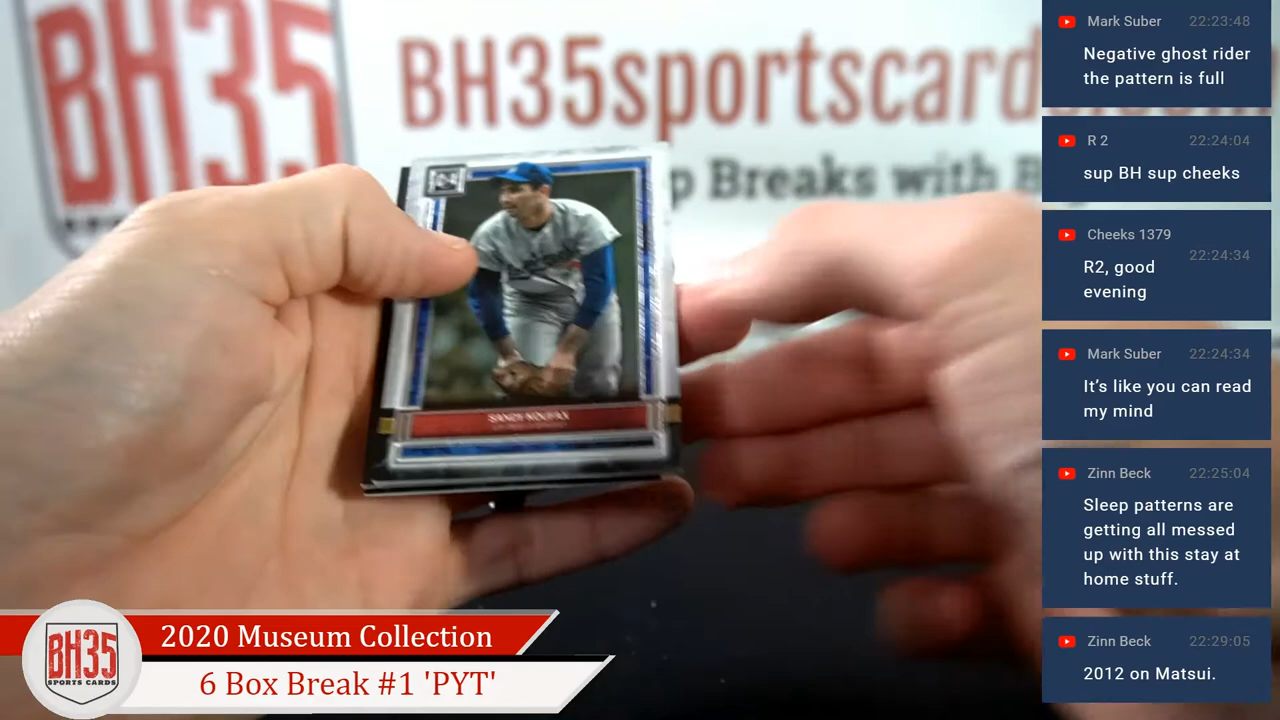 BH35
BH35sportscard
p Breaks with B
SANDY KOUFAX
2020 Museum Collection
6 Box Break #1 'PYT'
BH35
SPORTS CARDS
Mark Suber 22:23:48
Negative ghost rider
the pattern is full
R 2 22:24:04
sup BH sup cheeks
Cheeks 1379
22:24:34
R2, good
evening
Mark Suber 22:24:34
It's like you can read
my mind
Zinn Beck 22:25:04
Sleep patterns are
getting all messed
up with this stay at
home stuff.
Zinn Beck 22:29:05
2012 on Matsui.